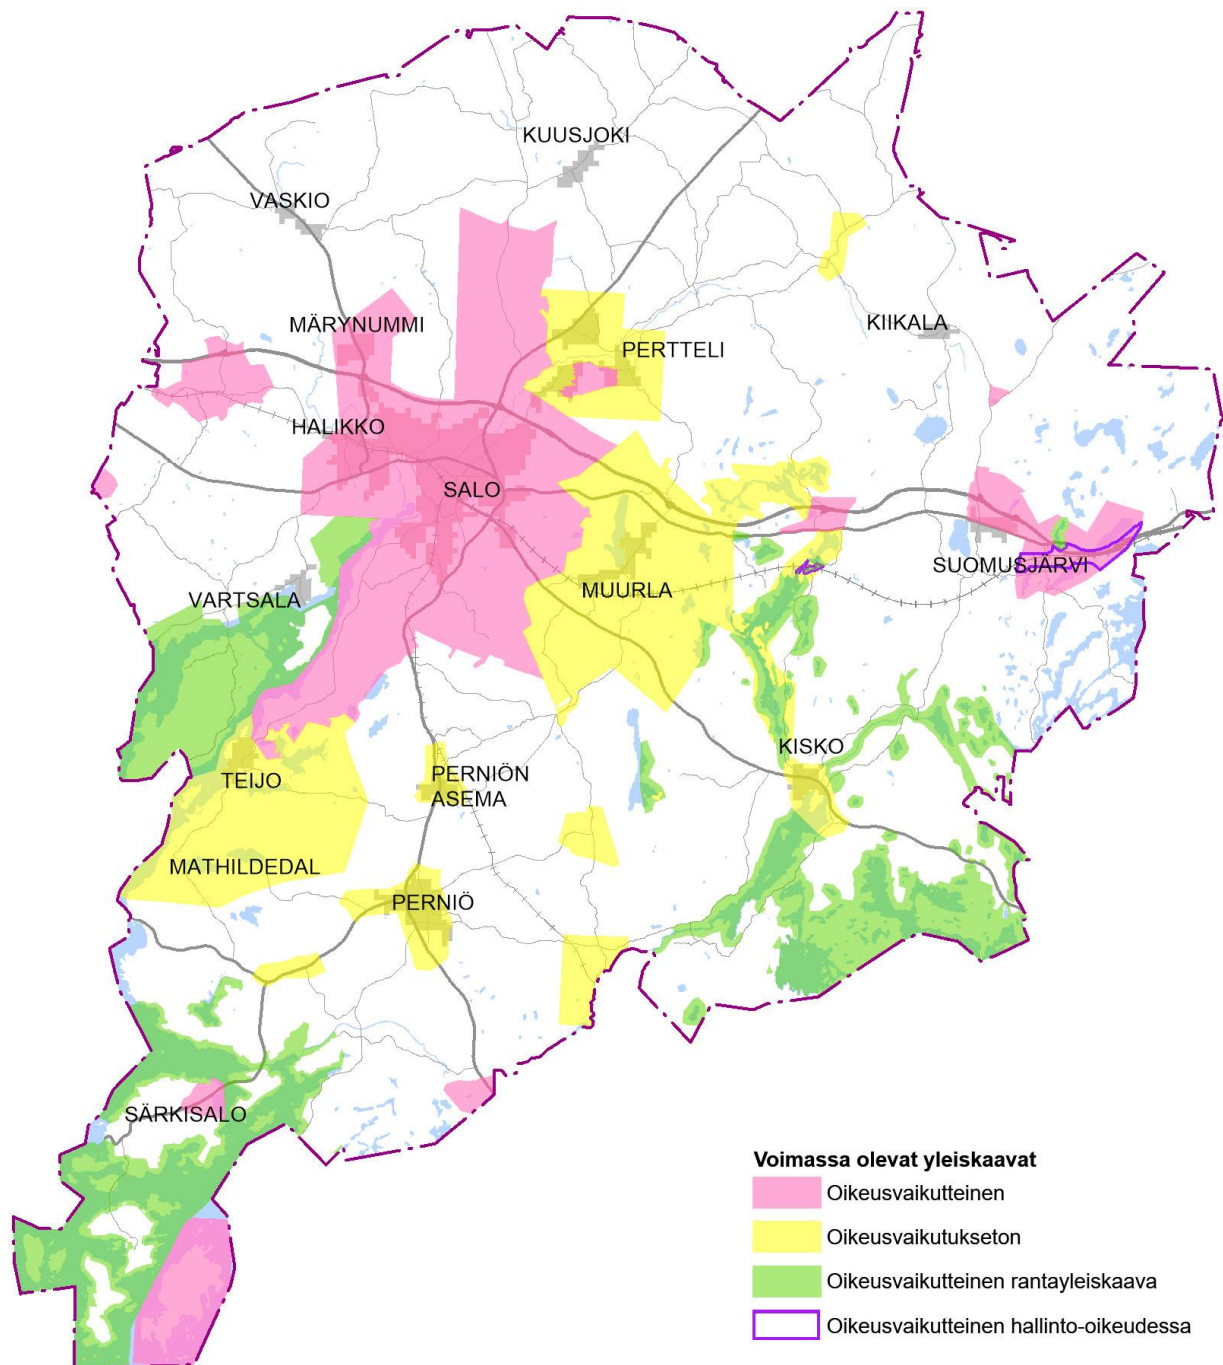 KUUSJOKI
VASKIO
MÄRYNUMMI
KIIKALA
PERTTELI
HALIKKO
SALO
SUOMUSJÄRVI
MUURLA
VARTSALA
KISKO
TEIJO
PERNIÖN
ASEMA
MATHILDEDAL
PERNIÖ
SÄRKISALO
Voimassa olevat yleiskaavat
Oikeusvaikutteinen
Oikeusvaikutukseton
Oikeusvaikutteinen rantayleiskaava
Oikeusvaikutteinen hallinto-oikeudessa